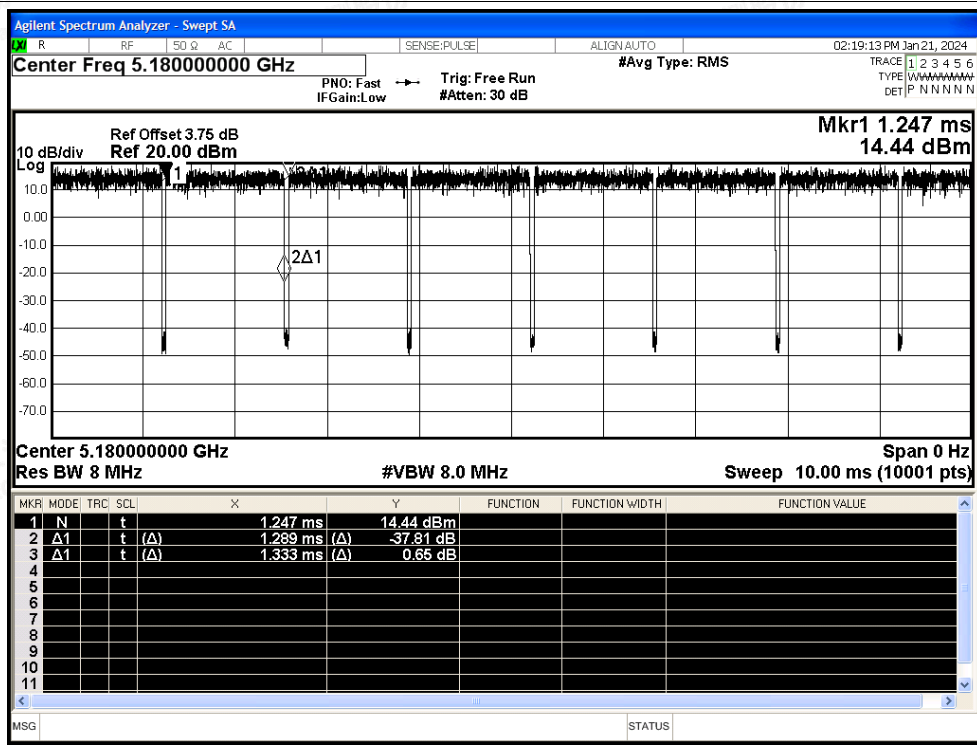 Agilent Spectrum Analyzer - Swept SA
LXI R RF 50 Ω AC SENSE:PULSE ALIGN AUTO 02:19:13 PM Jan 21, 2024
Center Freq 5.180000000 GHz
#Avg Type: RMS
TRACE 1 2 3 4 5 6
PNO: Fast Trig: Free Run
TYPE
IFGain:Low #Atten: 30 dB
DET P N N N N N
Mkr1 1.247 ms
Ref Offset 3.75 dB
10 dB/div Ref 20.00 dBm 14.44 dBm
Log
1
10.0
0.00
-10.0
2Δ1
-20.0
-30.0
-40.0
-50.0
-60.0
-70.0
Center 5.180000000 GHz Span 0 Hz
Res BW 8 MHz #VBW 8.0 MHz Sweep 10.00 ms (10001 pts)
MKR MODE TRC SCL X Y FUNCTION FUNCTION WIDTH FUNCTION VALUE
1 N t 1.247 ms 14.44 dBm
2 Δ1 t (Δ) 1.289 ms (Δ) -37.81 dB
3 Δ1 t (Δ) 1.333 ms (Δ) 0.65 dB
4
5
6
7
8
9
10
11
MSG STATUS